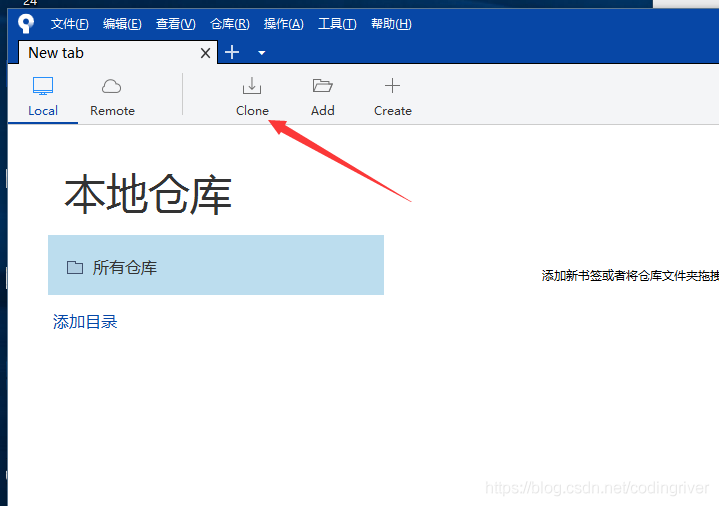 24
文件(F) 编辑(E) 查看(V) 仓库(R) 操作(A) 工具(T) 帮助(H)
New tab
Local Remote Clone Add Create
本地仓库
所有仓库
添加新书签或者将仓库文件夹拖拽
添加目录
https://blog.csdn.net/codingriver